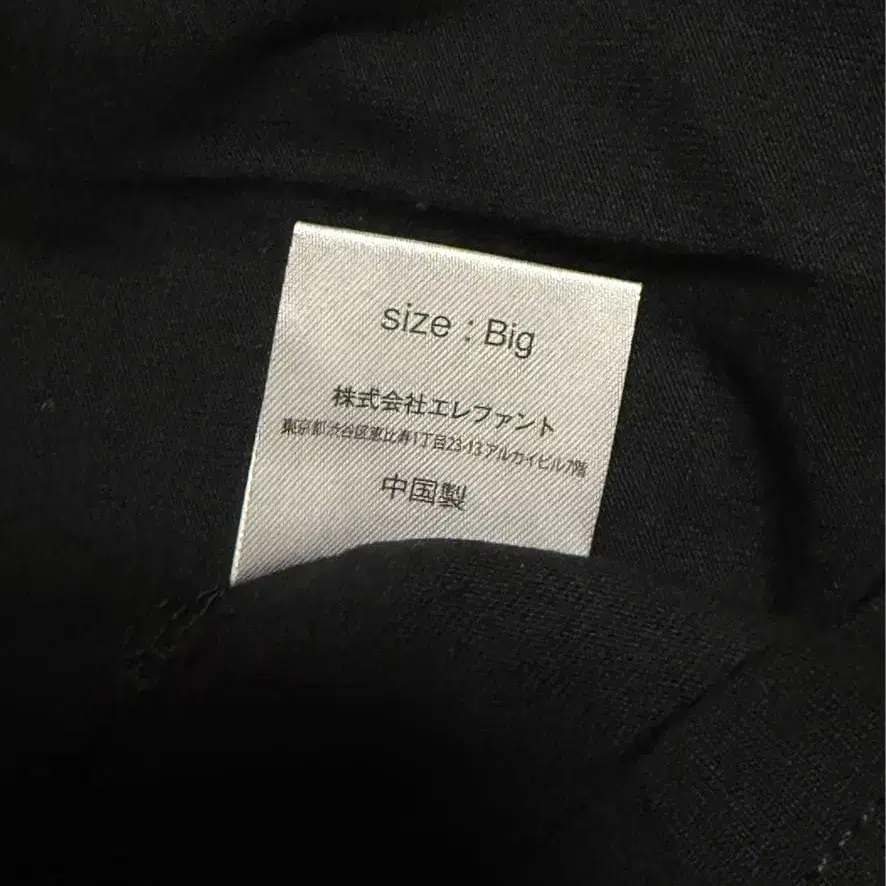 size : Big
株式会社エレファント
東京都渋谷区恵比寿1丁目23-13 アルカイビル7階
中国製